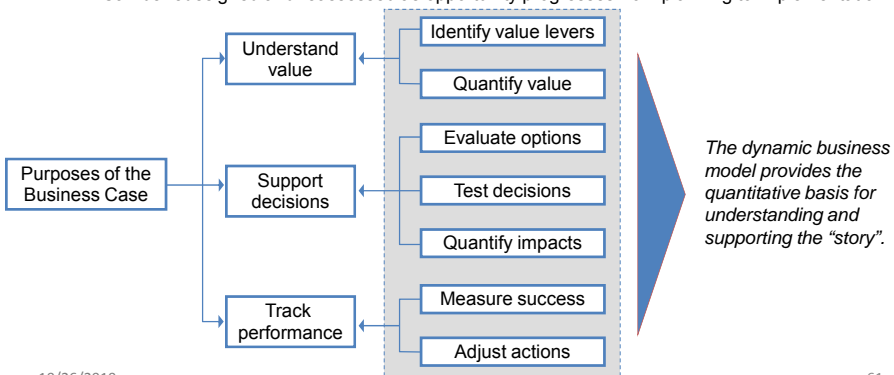 Identify value levers
Understand
value
Quantify value
Evaluate options
Purposes of the
Business Case
Support
decisions
Test decisions
Quantify impacts
Measure success
Track
performance
Adjust actions
The dynamic business
model provides the
quantitative basis for
understanding and
supporting the “story”.